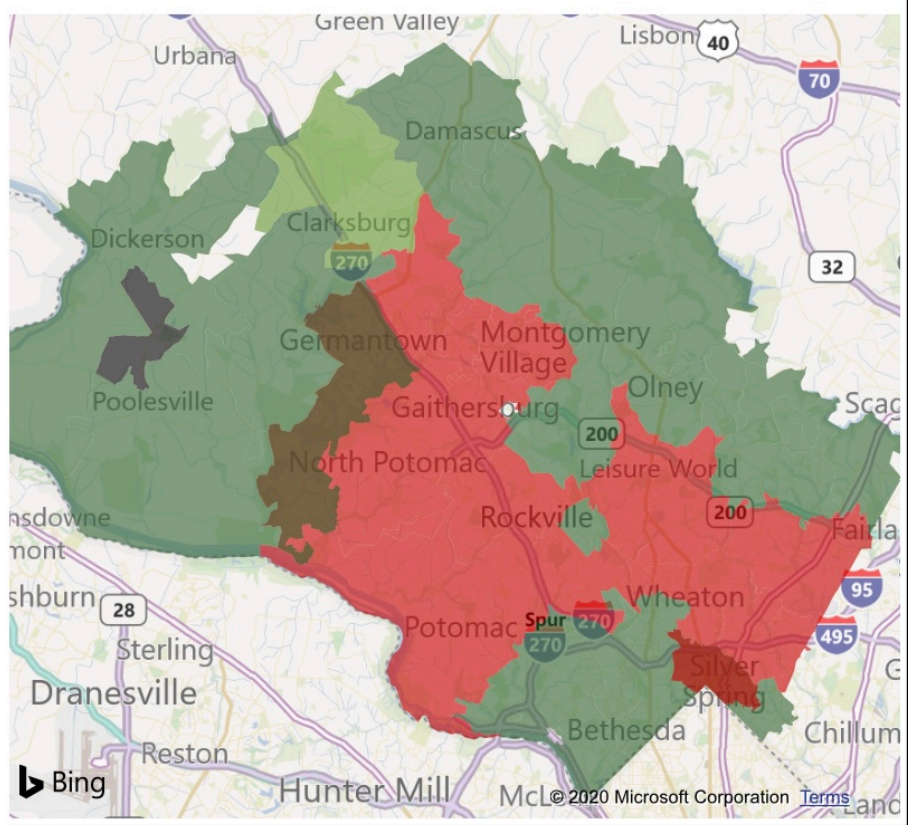 Green Valley
Lisbon
40
Urbana
70
Damascus
Clarksburg
Dickerson
270
32
Germantown
Montgomery
Village
Poolesville
Olney
Gaithersburg
Scag
200
North Potomac
Leisure World
Rockville
200
nsdowne
Fairla
mont
95
shburn
28
Wheaton
Spur
270
270
Potomac
495
Sterling
Silver
Spring
G
Dranesville
Bethesda
Chillum
Reston
Bing
Hunter Mill
McL
© 2020 Microsoft Corporation Terms
Land